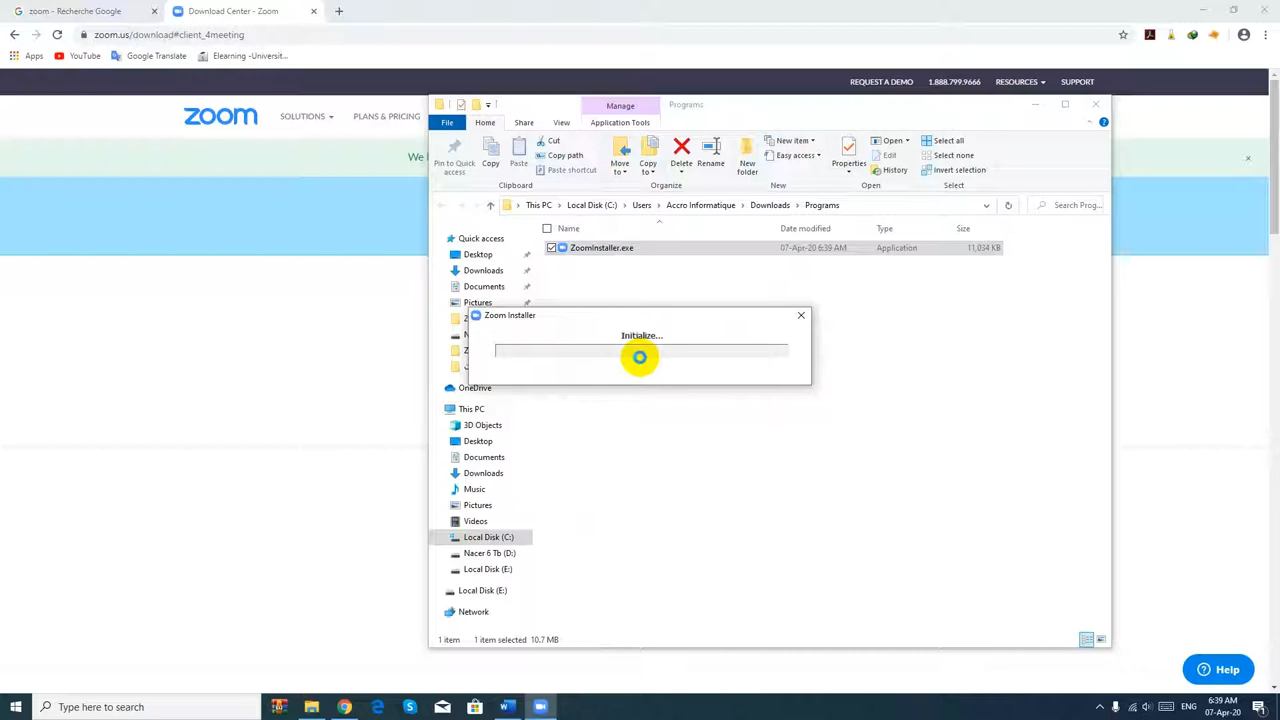 zoom - Recherche Google
Download Center - Zoom
zoom.us/download#client_4meeting
Apps
YouTube
Google Translate
Elearning -Universit...
REQUEST A DEMO
1.888.799.9666
RESOURCES
SUPPORT
zoom
SOLUTIONS
PLANS & PRICING
Manage
Programs
File
Home
Share
View
Application Tools
Pin to Quick access
Copy
Paste
Cut
Copy path
Paste shortcut
Move to
Copy to
Delete
Rename
New folder
New item
Easy access
Properties
Open
Edit
History
Select all
Select none
Invert selection
Clipboard
Organize
New
Open
Select
This PC > Local Disk (C:) > Users > Accro Informatique > Downloads > Programs
Search Prog...
Name
Date modified
Type
Size
ZoomInstaller.exe
07-Apr-20 6:39 AM
Application
11,034 KB
Quick access
Desktop
Downloads
Documents
Pictures
Zoom Installer
Initialize...
OneDrive
This PC
3D Objects
Desktop
Documents
Downloads
Music
Pictures
Videos
Local Disk (C:)
Nacer 6 Tb (D:)
Local Disk (E:)
Local Disk (E:)
Network
1 item
1 item selected 10.7 MB
Help
Type here to search
ENG
6:39 AM
07-Apr-20